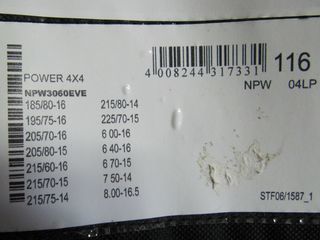 POWER 4X4
NPW3060EVE
185/80-16 215/80-14
195/75-16 225/70-15
205/70-16 6 00-16
205/80-15 6 40-16
215/60-16 6 70-15
215/70-15 7 50-14
215/75-14 8.00-16.5
4 008244 317331
116
NPW 04LP
STF06/1587_1